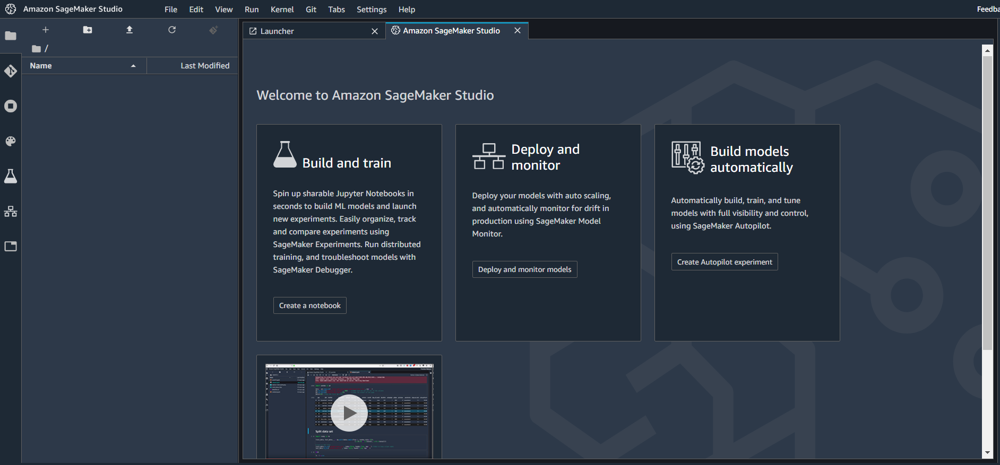 Amazon SageMaker Studio
File Edit View Run Kernel Git Tabs Settings Help
Feedba
/
Name
Last Modified
Launcher
Amazon SageMaker Studio
Welcome to Amazon SageMaker Studio
Build and train
Spin up sharable Jupyter Notebooks in
seconds to build ML models and launch
new experiments. Easily organize, track
and compare experiments using
SageMaker Experiments. Run distributed
training, and troubleshoot models with
SageMaker Debugger.
Create a notebook
Deploy and
monitor
Deploy your models with auto scaling,
and automatically monitor for drift in
production using SageMaker Model
Monitor.
Deploy and monitor models
Build models
automatically
Automatically build, train, and tune
models with full visibility and control,
using SageMaker Autopilot.
Create Autopilot experiment
Split data set